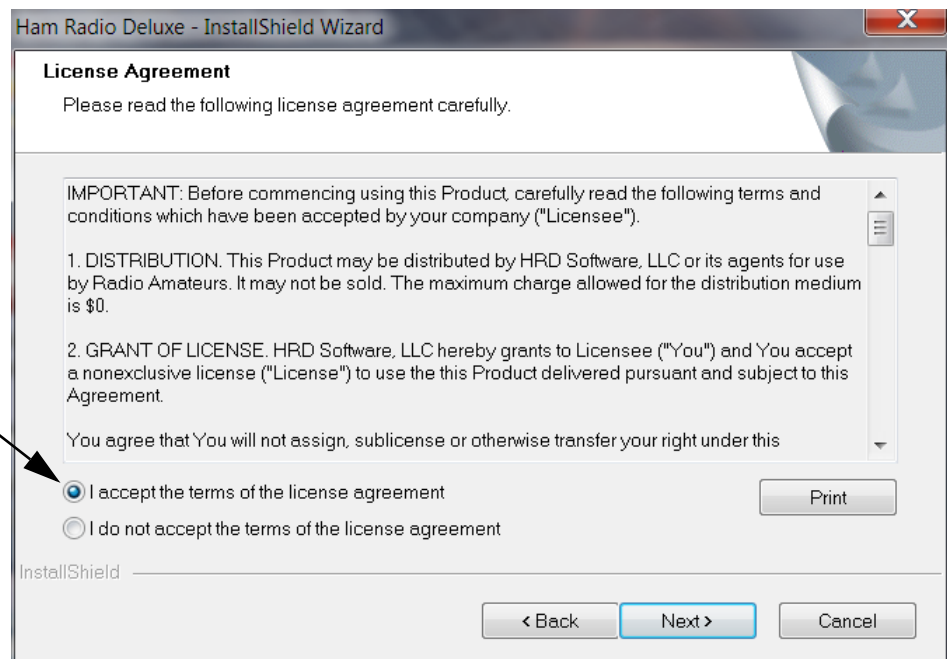 Ham Radio Deluxe - InstallShield Wizard
License Agreement
Please read the following license agreement carefully.
IMPORTANT: Before commencing using this Product, carefully read the following terms and
conditions which have been accepted by your company ("Licensee").
1. DISTRIBUTION. This Product may be distributed by HRD Software, LLC or its agents for use
by Radio Amateurs. It may not be sold. The maximum charge allowed for the distribution medium
is $0.
2. GRANT OF LICENSE. HRD Software, LLC hereby grants to Licensee ("You") and You accept
a nonexclusive license ("License") to use the this Product delivered pursuant and subject to this
Agreement.
You agree that You will not assign, sublicense or otherwise transfer your right under this
I accept the terms of the license agreement
Print
I do not accept the terms of the license agreement
InstallShield
< Back Next > Cancel